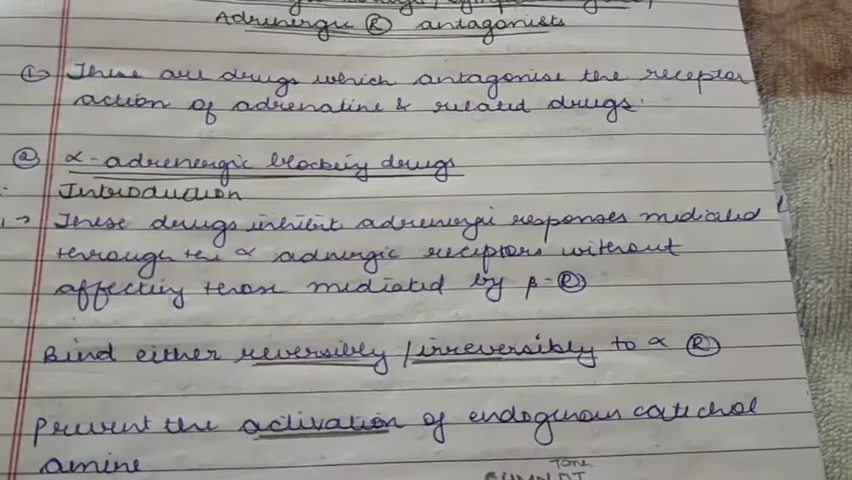 Adrenergic Ⓡ antagonists
① These are drugs which antagonise the receptor
action of adrenaline & related drugs.
② α-adrenergic blocking drugs
Introduction
These drugs inhibit adrenergic responses mediated
through the α adnergic receptors without
affecting those mediated by β-Ⓡ
Bind either reversibly / irreversibly to α Ⓡ
Prevent the activation of endogenous catechol
amine
Tone